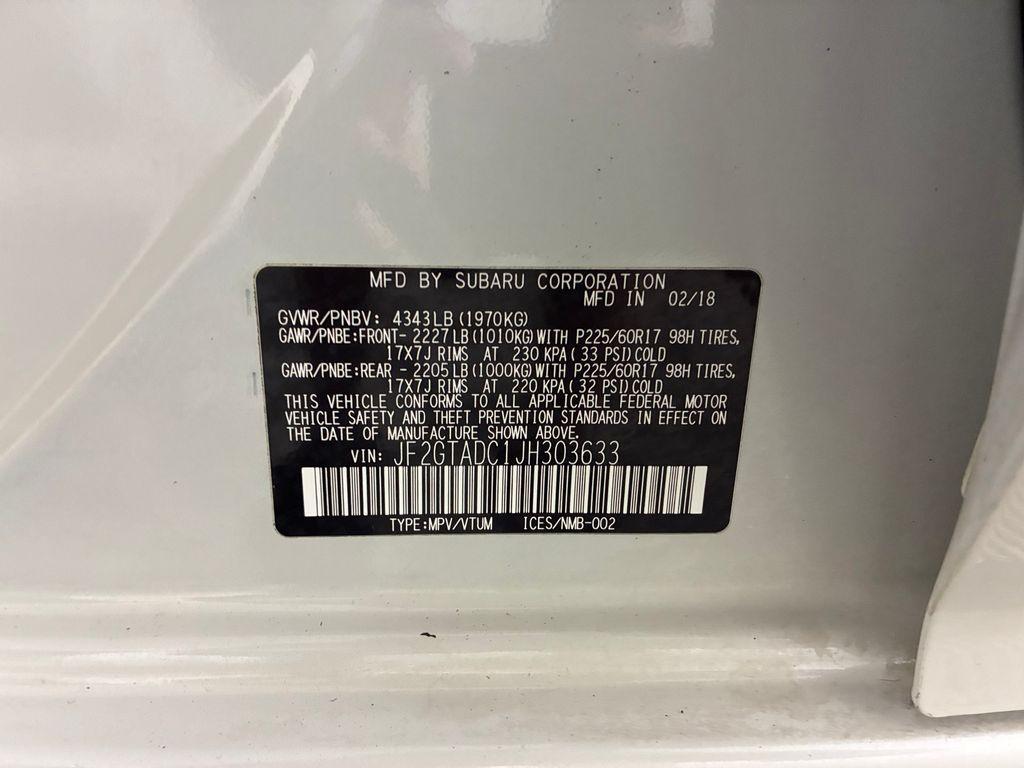 MFD BY SUBARU CORPORATION
MFD IN 02/18
GVWR/PNBV: 4343LB (1970KG)
GAWR/PNBE:FRONT- 2227LB (1010KG) WITH P225/60R17 98H TIRES,
17X7J RIMS AT 230 KPA ( 33 PSI) COLD
GAWR/PNBE:REAR - 2205LB (1000KG) WITH P225/60R17 98H TIRES,
17X7J RIMS AT 220 KPA ( 32 PSI) COLD
THIS VEHICLE CONFORMS TO ALL APPLICABLE FEDERAL MOTOR
VEHICLE SAFETY AND THEFT PREVENTION STANDARDS IN EFFECT ON
THE DATE OF MANUFACTURE SHOWN ABOVE.
VIN: JF2GTADC1JH303633
TYPE:MPV/VTUM ICES/NMB-002